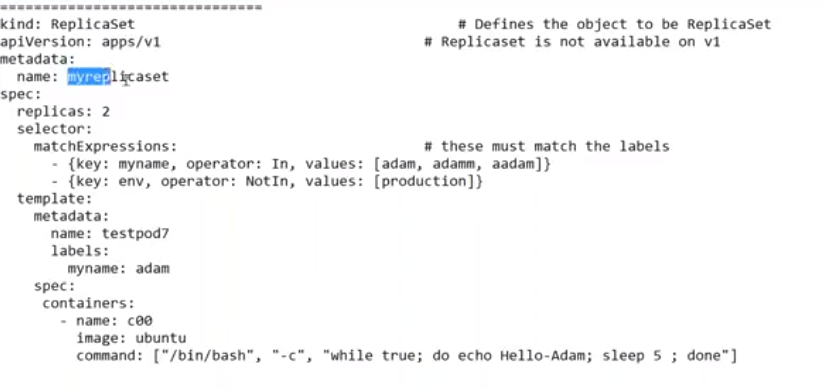 ===============================
kind: ReplicaSet                                      # Defines the object to be ReplicaSet
apiVersion: apps/v1                               # Replicaset is not available on v1
metadata:
  name: myreplicaset
spec:
  replicas: 2
  selector:
    matchExpressions:                             # these must match the labels
      - {key: myname, operator: In, values: [adam, adamm, aadam]}
      - {key: env, operator: NotIn, values: [production]}
  template:
    metadata:
      name: testpod7
      labels:
        myname: adam
    spec:
     containers:
       - name: c00
         image: ubuntu
         command: ["/bin/bash", "-c", "while true; do echo Hello-Adam; sleep 5 ; done"]